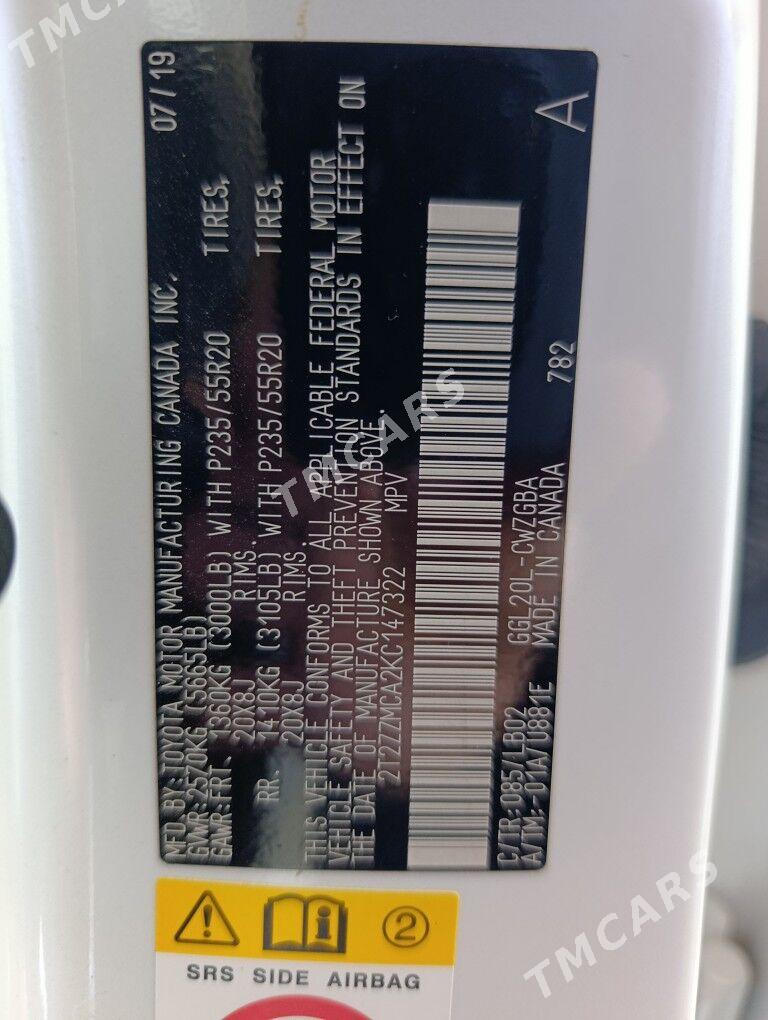 MFD BY: TOYOTA MOTOR MANUFACTURING CANADA INC. 07/19
GVWR: 2570KG (5665LB)
GAWR: FRT. 1360KG (3000LB) WITH P235/55R20 TIRES,
20X8J RIMS.
RR. 1410KG (3105LB) WITH P235/55R20 TIRES,
20X8J RIMS.
THIS VEHICLE CONFORMS TO ALL APPLICABLE FEDERAL MOTOR
VEHICLE SAFETY AND THEFT PREVENTION STANDARDS IN EFFECT ON
THE DATE OF MANUFACTURE SHOWN ABOVE.
2T2ZZMCA2KC147322 MPV
C/TR: 085/LB02 GGL20L-CWZGBA
A/TM: -01A/U881E MADE IN CANADA 782 A
2
SRS SIDE AIRBAG
TMCARS
TMCARS
TMCARS